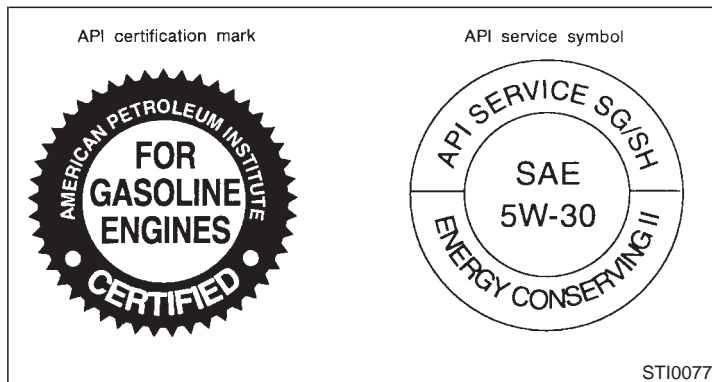 API certification mark
AMERICAN PETROLEUM INSTITUTE
FOR
GASOLINE
ENGINES
CERTIFIED
API service symbol
API SERVICE SG/SH
SAE
5W-30
ENERGY CONSERVING II
STI0077